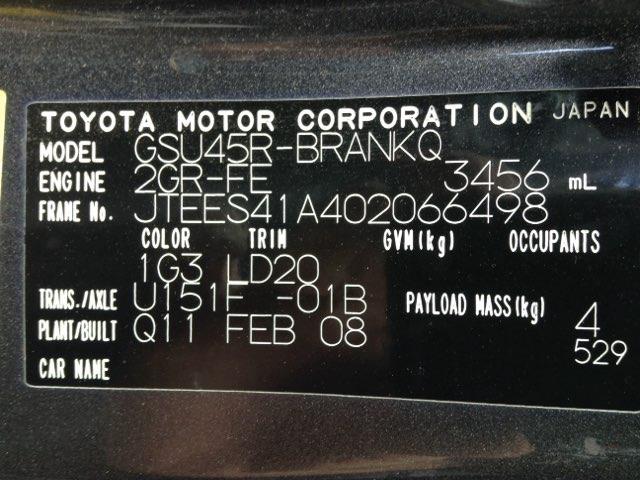 TOYOTA MOTOR CORPORATION JAPAN
MODEL GSU45R-BRANKQ
ENGINE 2GR-FE 3456 mL
FRAME No. JTEES41A402066498
COLOR TRIM GVM(kg) OCCUPANTS
1G3 LD20
TRANS./AXLE U151F -01B PAYLOAD MASS(kg) 4
PLANT/BUILT Q11 FEB 08 529
CAR NAME